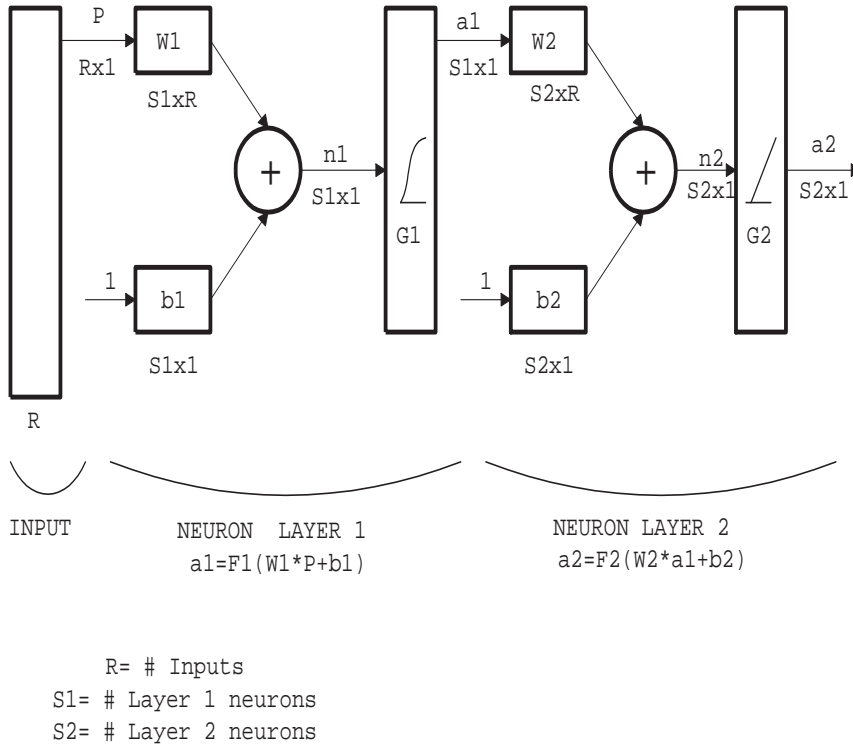 P
Rx1
W1
S1xR
1
b1
S1x1
+
n1
S1x1
G1
a1
S1x1
W2
S2xR
1
b2
S2x1
+
n2
S2x1
G2
a2
S2x1
R
INPUT
NEURON LAYER 1
a1=F1(W1*P+b1)
NEURON LAYER 2
a2=F2(W2*a1+b2)
R= # Inputs
S1= # Layer 1 neurons
S2= # Layer 2 neurons